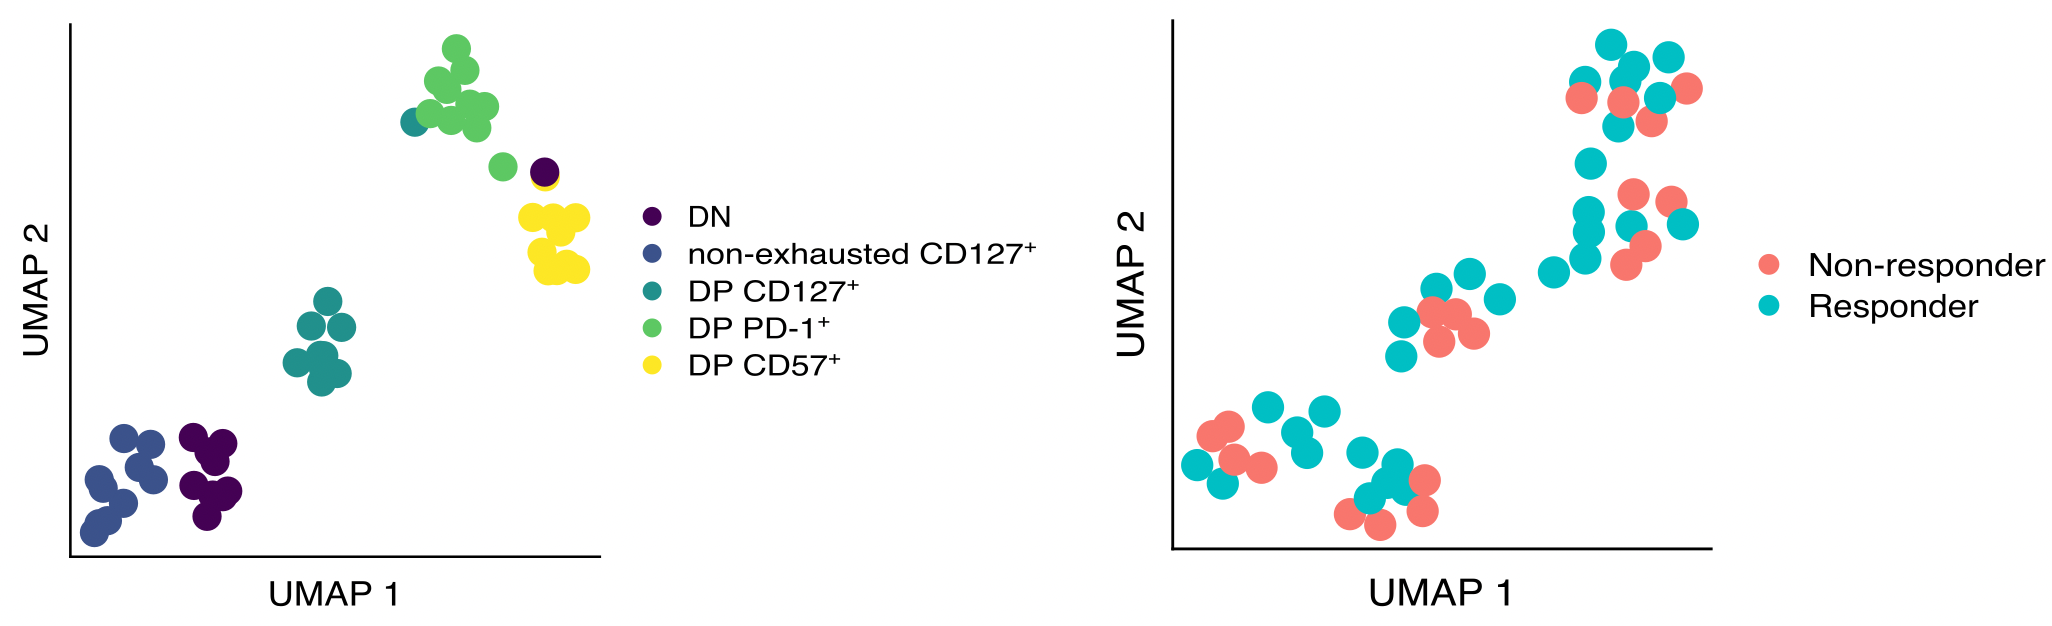 UMAP 2
UMAP 1
DN
non-exhausted CD127⁺
DP CD127⁺
DP PD-1⁺
DP CD57⁺
UMAP 2
UMAP 1
Non-responder
Responder